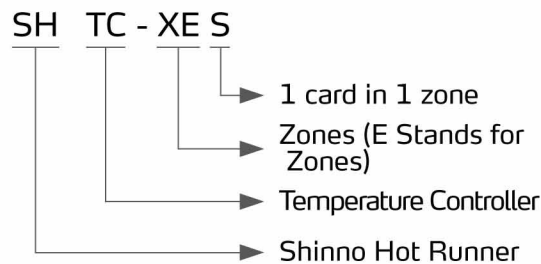 SH TC - XE S
1 card in 1 zone
Zones (E Stands for
Zones)
Temperature Controller
Shinno Hot Runner